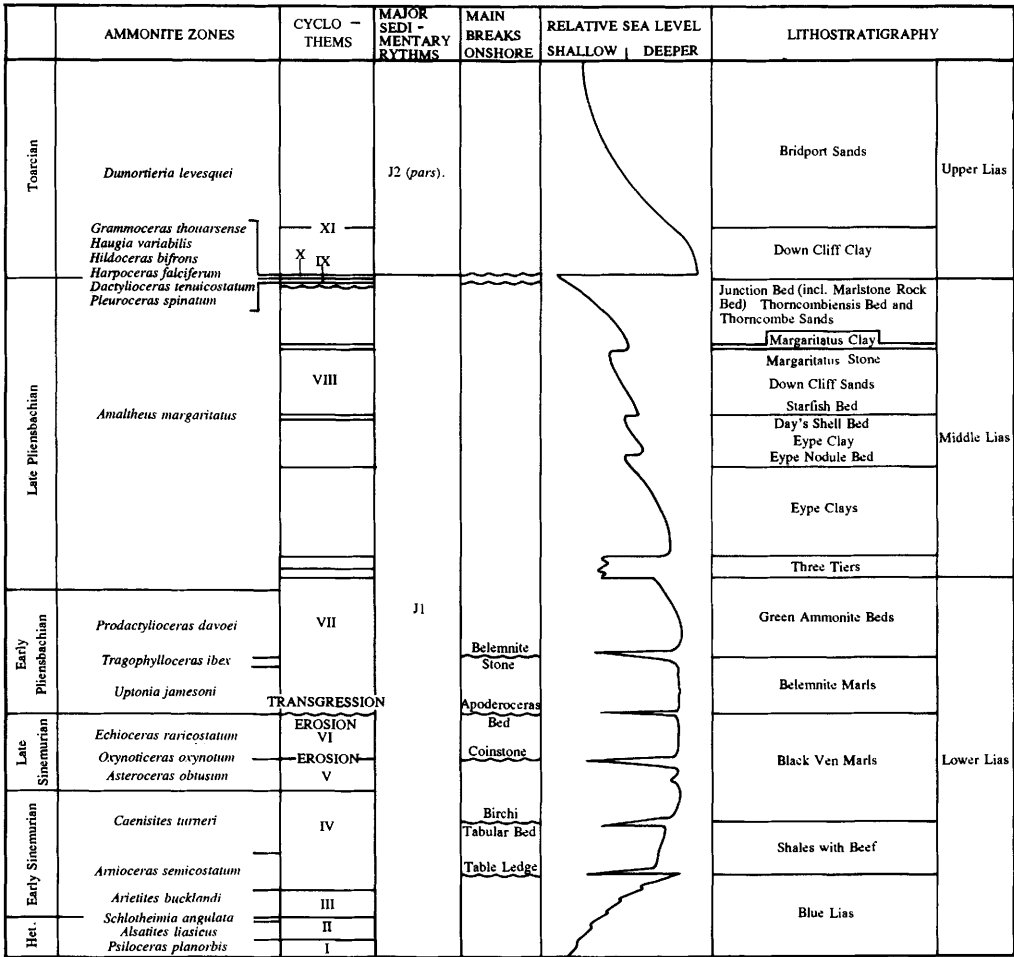 AMMONITE ZONES
CYCLO –
THEMS
MAJOR
SEDI –
MENTARY
RYTHMS
MAIN
BREAKS
ONSHORE
RELATIVE SEA LEVEL
SHALLOW | DEEPER
LITHOSTRATIGRAPHY
Toarcian
Dumortieria levesquei
Grammoceras thouarsense
Haugia variabilis
Hildoceras bifrons
Harpoceras falciferum
XI
X
IX
J2 (pars).
Bridport Sands
Down Cliff Clay
Upper Lias
Late Pliensbachian
Dactylioceras tenuicostatum
Pleuroceras spinatum
Amaltheus margaritatus
VIII
Junction Bed (incl. Marlstone Rock
Bed) Thorncombiensis Bed and
Thorncombe Sands
Margaritatus Clay
Margaritatus Stone
Down Cliff Sands
Starfish Bed
Day's Shell Bed
Eype Clay
Eype Nodule Bed
Eype Clays
Three Tiers
Middle Lias
Early
Pliensbachian
Prodactylioceras davoei
Tragophylloceras ibex
Uptonia jamesoni
VII
TRANSGRESSION
J1
Belemnite
Stone
Apoderoceras
Bed
Green Ammonite Beds
Belemnite Marls
Late
Sinemurian
Echioceras raricostatum
Oxynoticeras oxynotum
Asteroceras obtusum
EROSION
VI
EROSION
V
Coinstone
Black Ven Marls
Lower Lias
Early Sinemurian
Caenisites turneri
Arnioceras semicostatum
Arietites bucklandi
IV
III
Birchi
Tabular Bed
Table Ledge
Shales with Beef
Blue Lias
Het.
Schlotheimia angulata
Alsatites liasicus
Psiloceras planorbis
II
I